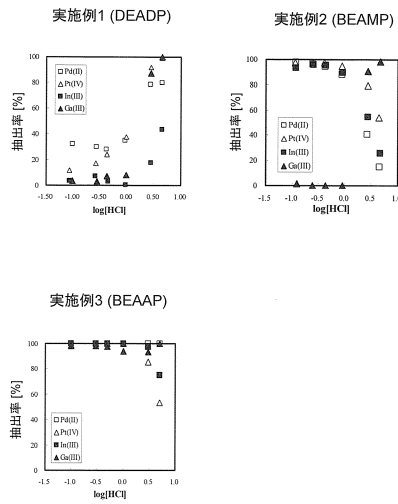 実施例1 (DEADP)
抽出率 [%]
100
80
60
40
20
0
Pd(II)
Pt(IV)
In(III)
Ga(III)
-1.5 -1.0 -0.5 0.0 0.5 1.00
log[HCl]
実施例2 (BEAMP)
抽出率 [%]
100
80
60
40
20
0
Pd(II)
Pt(IV)
In(III)
Ga(III)
-1.5 -1.0 -0.5 0.0 0.5 1.00
log[HCl]
実施例3 (BEAAP)
抽出率 [%]
100
80
60
40
20
0
Pd(II)
Pt(IV)
In(III)
Ga(III)
-1.5 -1.0 -0.5 0.0 0.5 1.00
log[HCl]